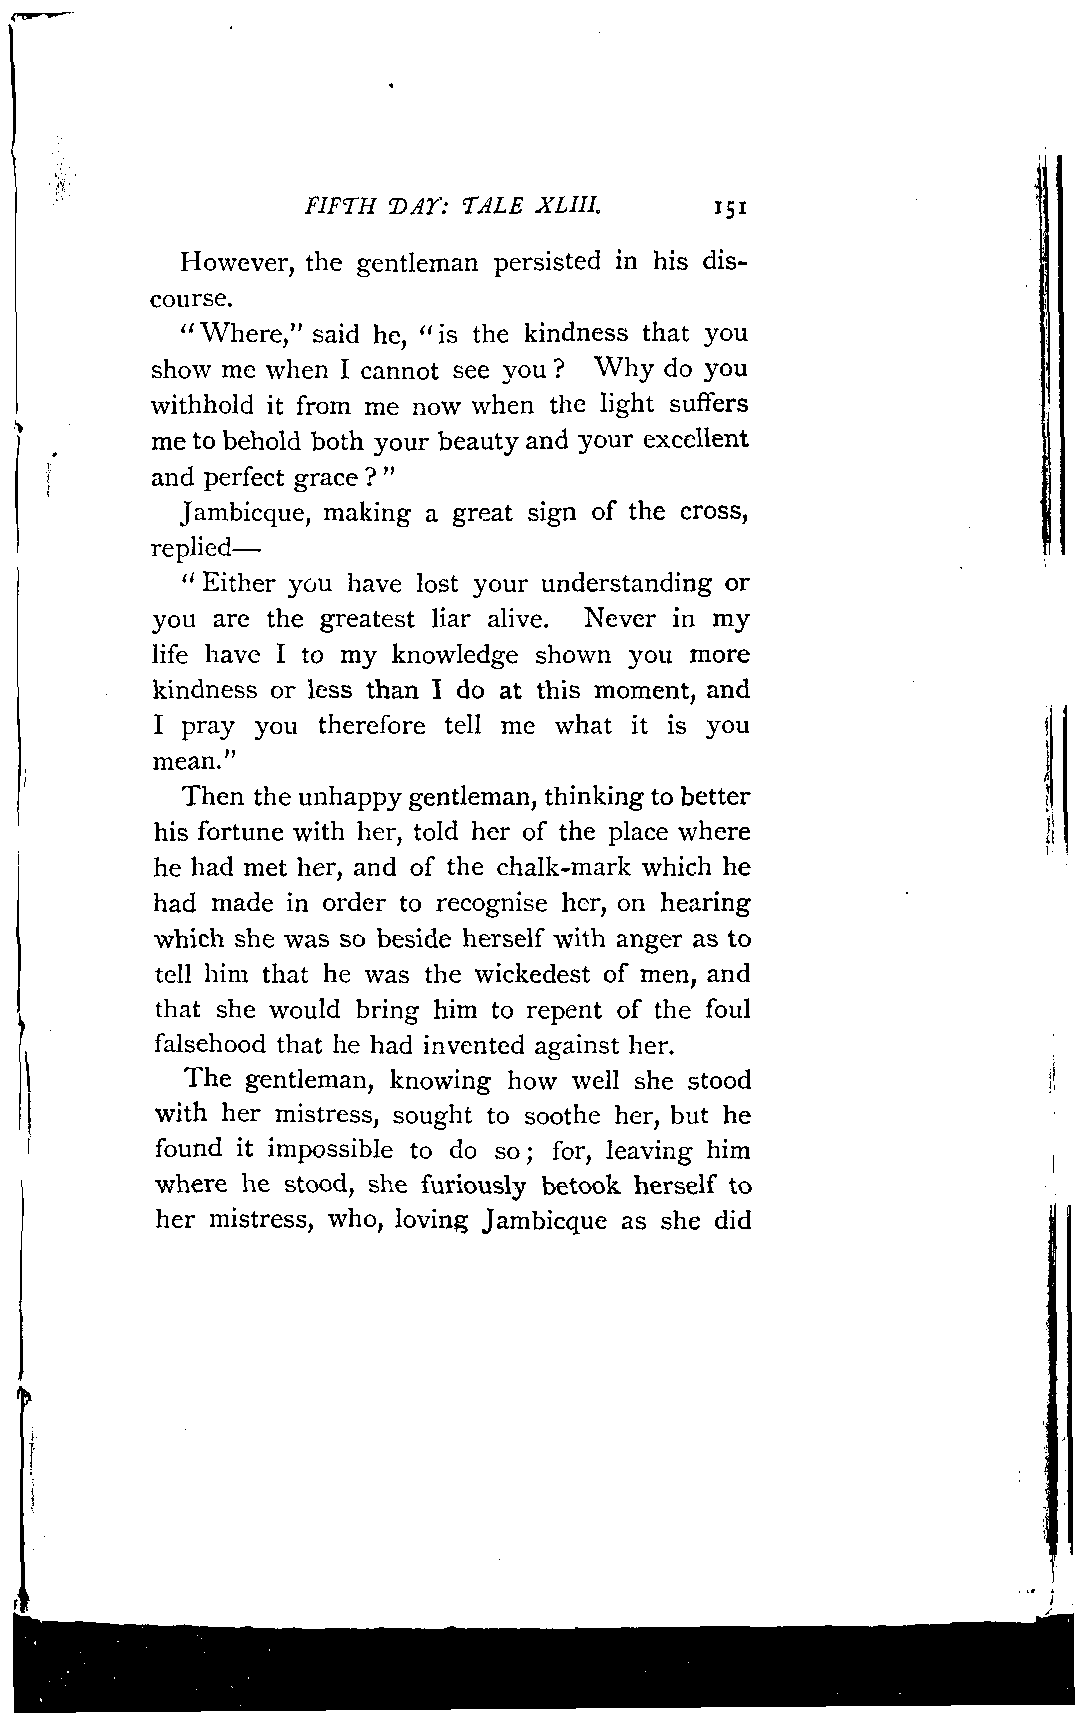 FIFTH DAY: TALE XLIII. 151
However, the gentleman persisted in his dis-
course.
"Where," said he, "is the kindness that you
show me when I cannot see you? Why do you
withhold it from me now when the light suffers
me to behold both your beauty and your excellent
and perfect grace?"
Jambicque, making a great sign of the cross,
replied—
"Either you have lost your understanding or
you are the greatest liar alive. Never in my
life have I to my knowledge shown you more
kindness or less than I do at this moment, and
I pray you therefore tell me what it is you
mean."
Then the unhappy gentleman, thinking to better
his fortune with her, told her of the place where
he had met her, and of the chalk-mark which he
had made in order to recognise her, on hearing
which she was so beside herself with anger as to
tell him that he was the wickedest of men, and
that she would bring him to repent of the foul
falsehood that he had invented against her.
The gentleman, knowing how well she stood
with her mistress, sought to soothe her, but he
found it impossible to do so; for, leaving him
where he stood, she furiously betook herself to
her mistress, who, loving Jambicque as she did